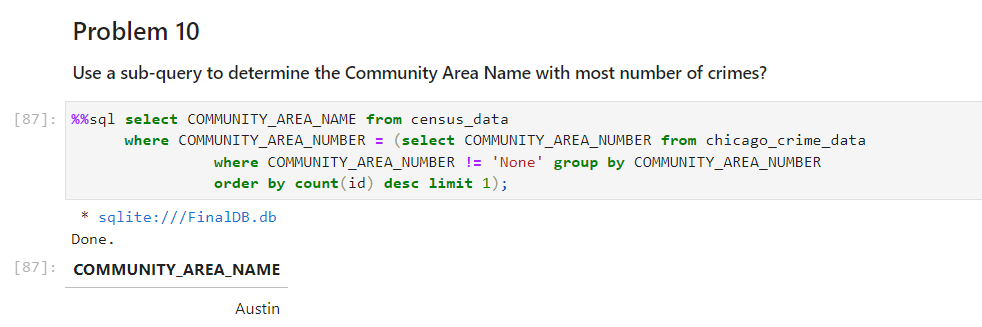 Problem 10
Use a sub-query to determine the Community Area Name with most number of crimes?
[87]: %%sql select COMMUNITY_AREA_NAME from census_data
where COMMUNITY_AREA_NUMBER = (select COMMUNITY_AREA_NUMBER from chicago_crime_data
where COMMUNITY_AREA_NUMBER != 'None' group by COMMUNITY_AREA_NUMBER
order by count(id) desc limit 1);
* sqlite:///FinalDB.db
Done.
[87]: COMMUNITY_AREA_NAME
Austin